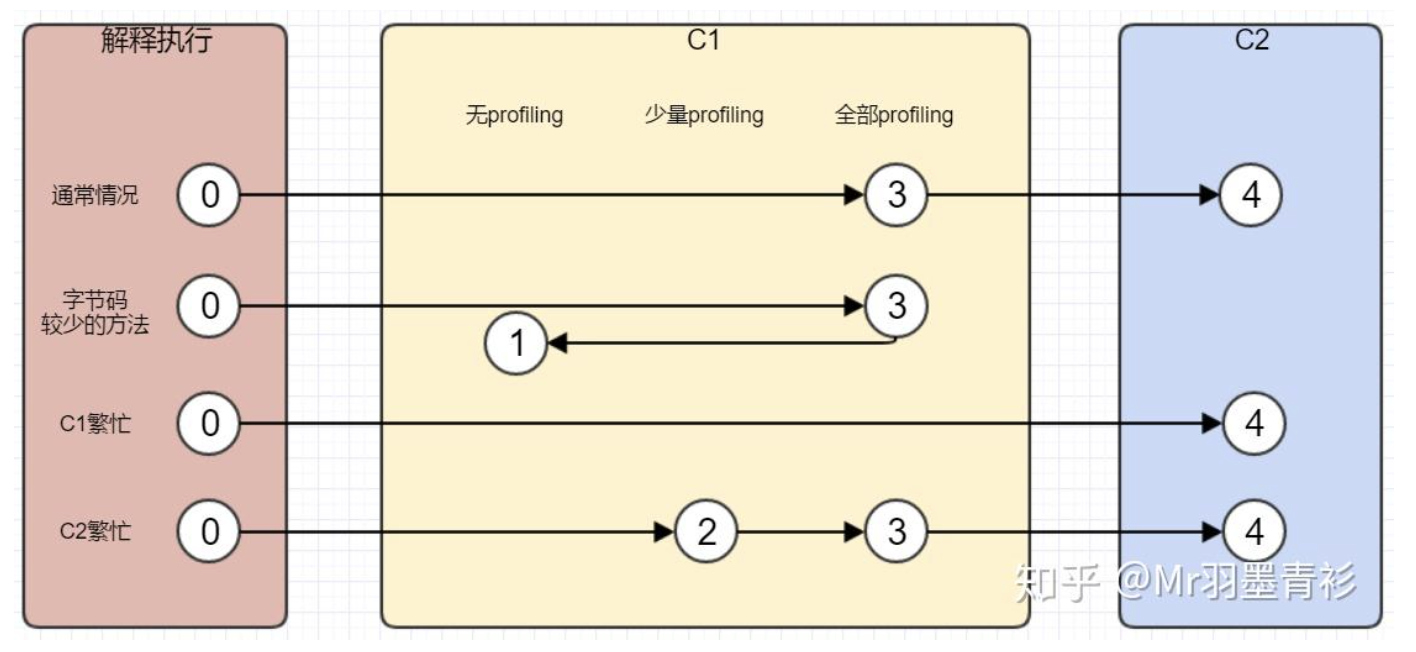 解释执行
C1
C2
无profiling
少量profiling
全部profiling
通常情况
0
3
4
字节码
较少的方法
0
3
1
C1繁忙
0
4
C2繁忙
0
2
3
4
知乎 @Mr羽墨青衫